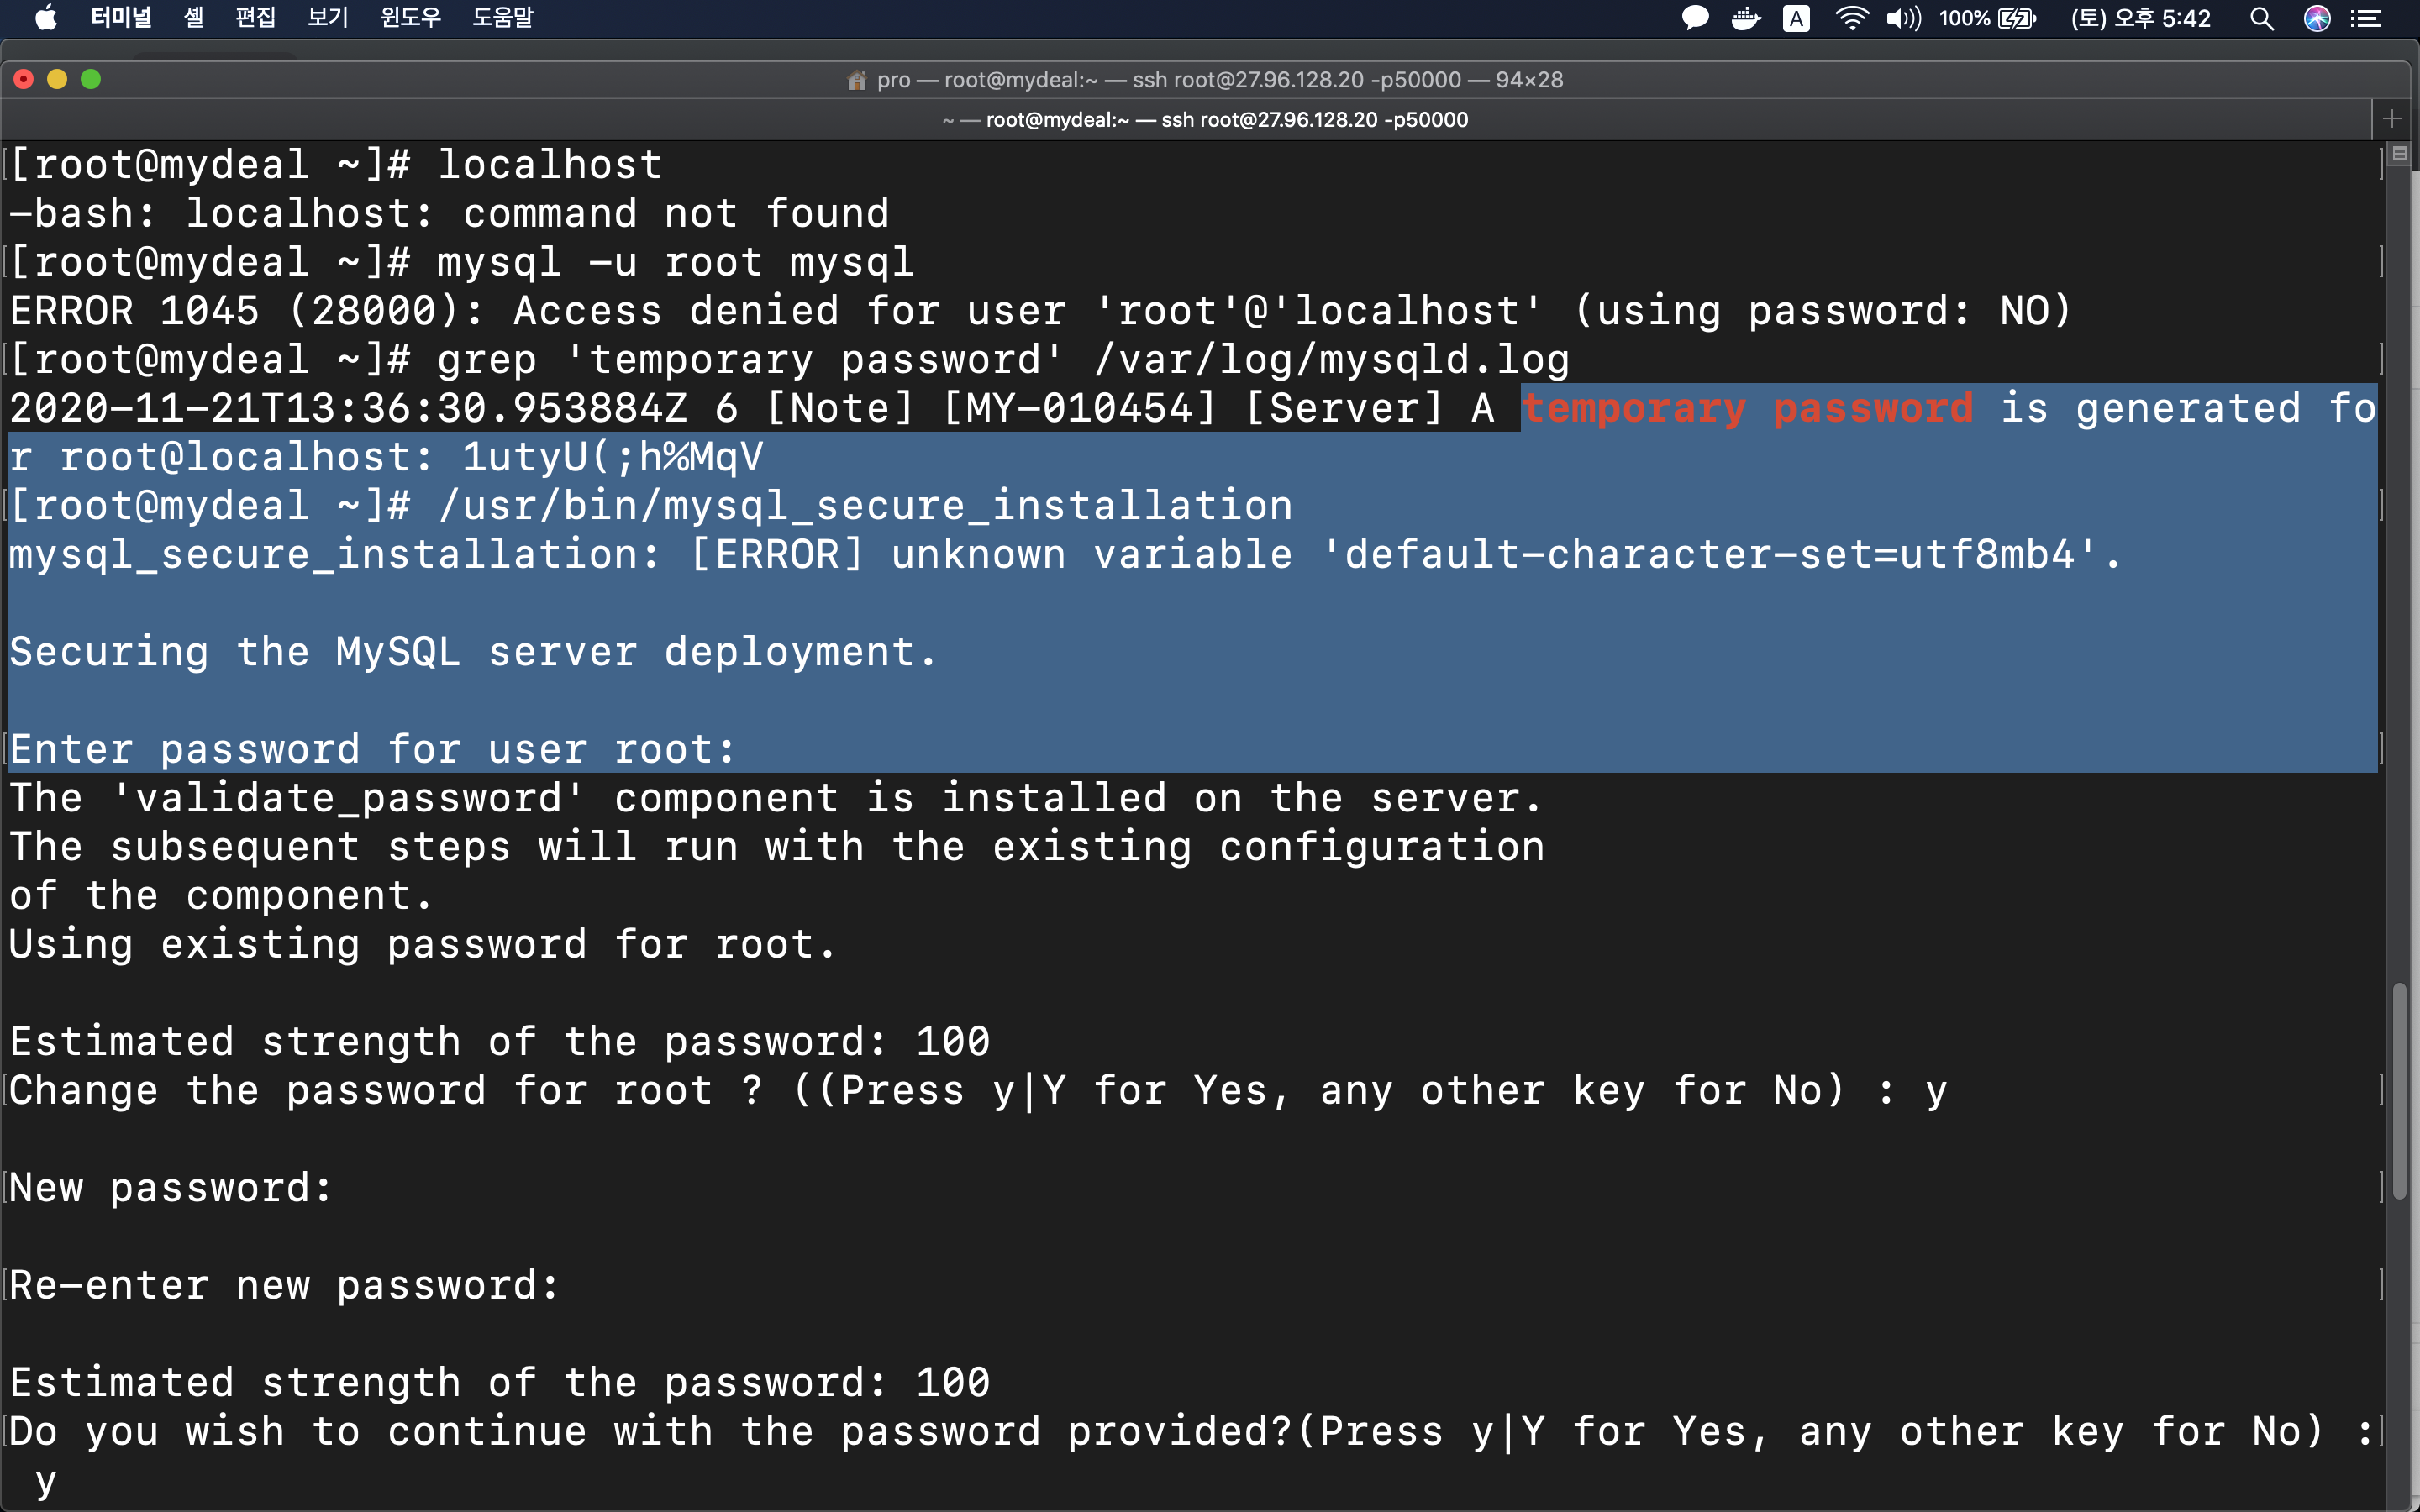 터미널 셸 편집 보기 윈도우 도움말 A 100% (토) 오후 5:42
pro — root@mydeal:~ — ssh root@27.96.128.20 -p50000 — 94×28
~ — root@mydeal:~ — ssh root@27.96.128.20 -p50000
[root@mydeal ~]# localhost
-bash: localhost: command not found
[root@mydeal ~]# mysql -u root mysql
ERROR 1045 (28000): Access denied for user 'root'@'localhost' (using password: NO)
[root@mydeal ~]# grep 'temporary password' /var/log/mysqld.log
2020-11-21T13:36:30.953884Z 6 [Note] [MY-010454] [Server] A temporary password is generated fo
r root@localhost: 1utyU(;h%MqV
[root@mydeal ~]# /usr/bin/mysql_secure_installation
mysql_secure_installation: [ERROR] unknown variable 'default-character-set=utf8mb4'.
Securing the MySQL server deployment.
Enter password for user root:
The 'validate_password' component is installed on the server.
The subsequent steps will run with the existing configuration
of the component.
Using existing password for root.
Estimated strength of the password: 100
Change the password for root ? ((Press y|Y for Yes, any other key for No) : y
New password:
Re-enter new password:
Estimated strength of the password: 100
Do you wish to continue with the password provided?(Press y|Y for Yes, any other key for No) :
y